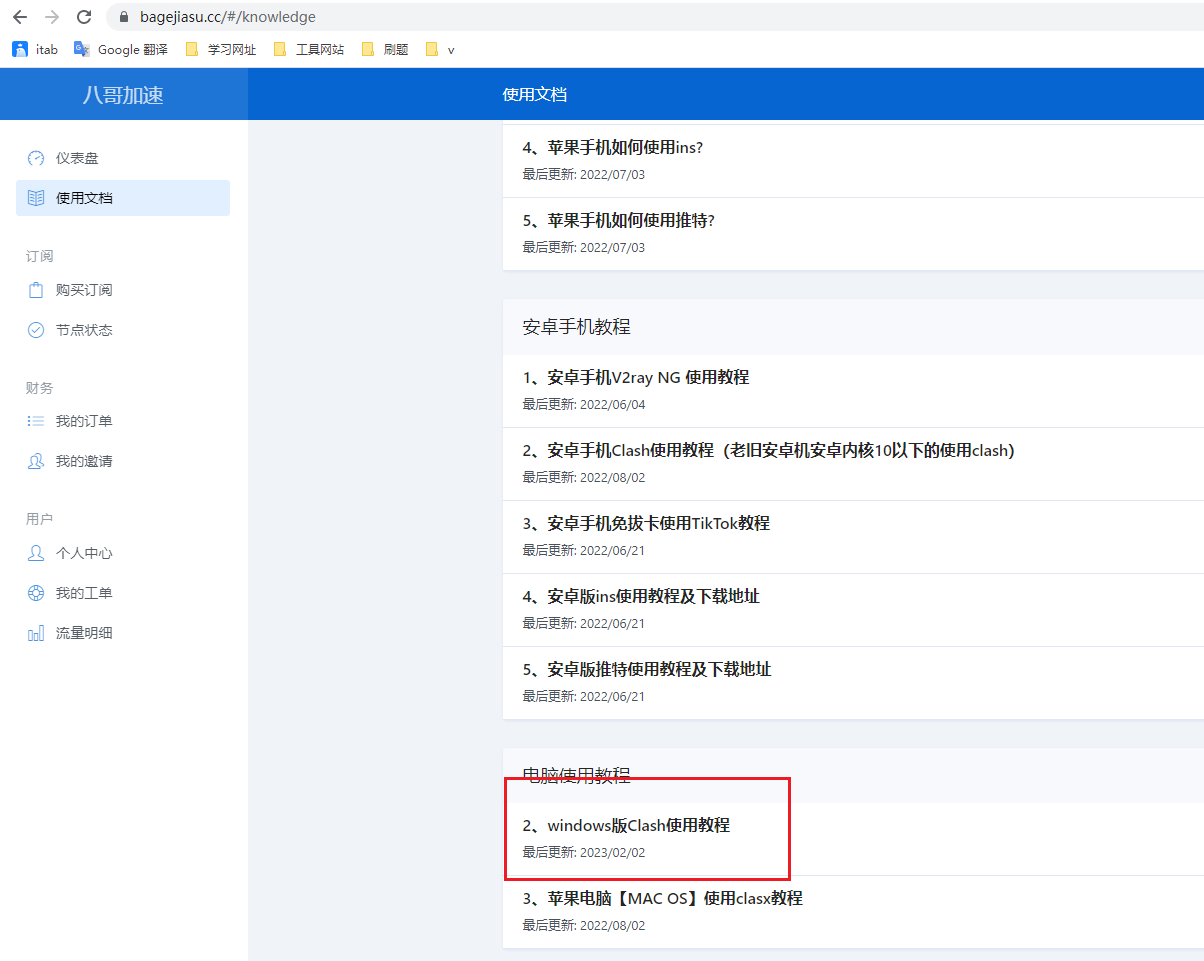 bagejiasu.cc/#/knowledge
itab
Google 翻译
学习网址
工具网站
刷题
v
八哥加速
使用文档
仪表盘
使用文档
订阅
购买订阅
节点状态
财务
我的订单
我的邀请
用户
个人中心
我的工单
流量明细
4、苹果手机如何使用ins?
最后更新: 2022/07/03
5、苹果手机如何使用推特?
最后更新: 2022/07/03
安卓手机教程
1、安卓手机V2ray NG 使用教程
最后更新: 2022/06/04
2、安卓手机Clash使用教程（老旧安卓机安卓内核10以下的使用clash）
最后更新: 2022/08/02
3、安卓手机免拔卡使用TikTok教程
最后更新: 2022/06/21
4、安卓版ins使用教程及下载地址
最后更新: 2022/06/21
5、安卓版推特使用教程及下载地址
最后更新: 2022/06/21
电脑使用教程
2、windows版Clash使用教程
最后更新: 2023/02/02
3、苹果电脑【MAC OS】使用clasx教程
最后更新: 2022/08/02